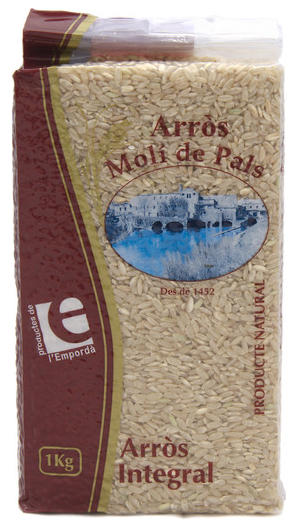 Arròs
Molí de Pals
Des de 1452
PRODUCTE NATURAL
productes de
e
l'Empordà
1Kg
Arròs
Integral